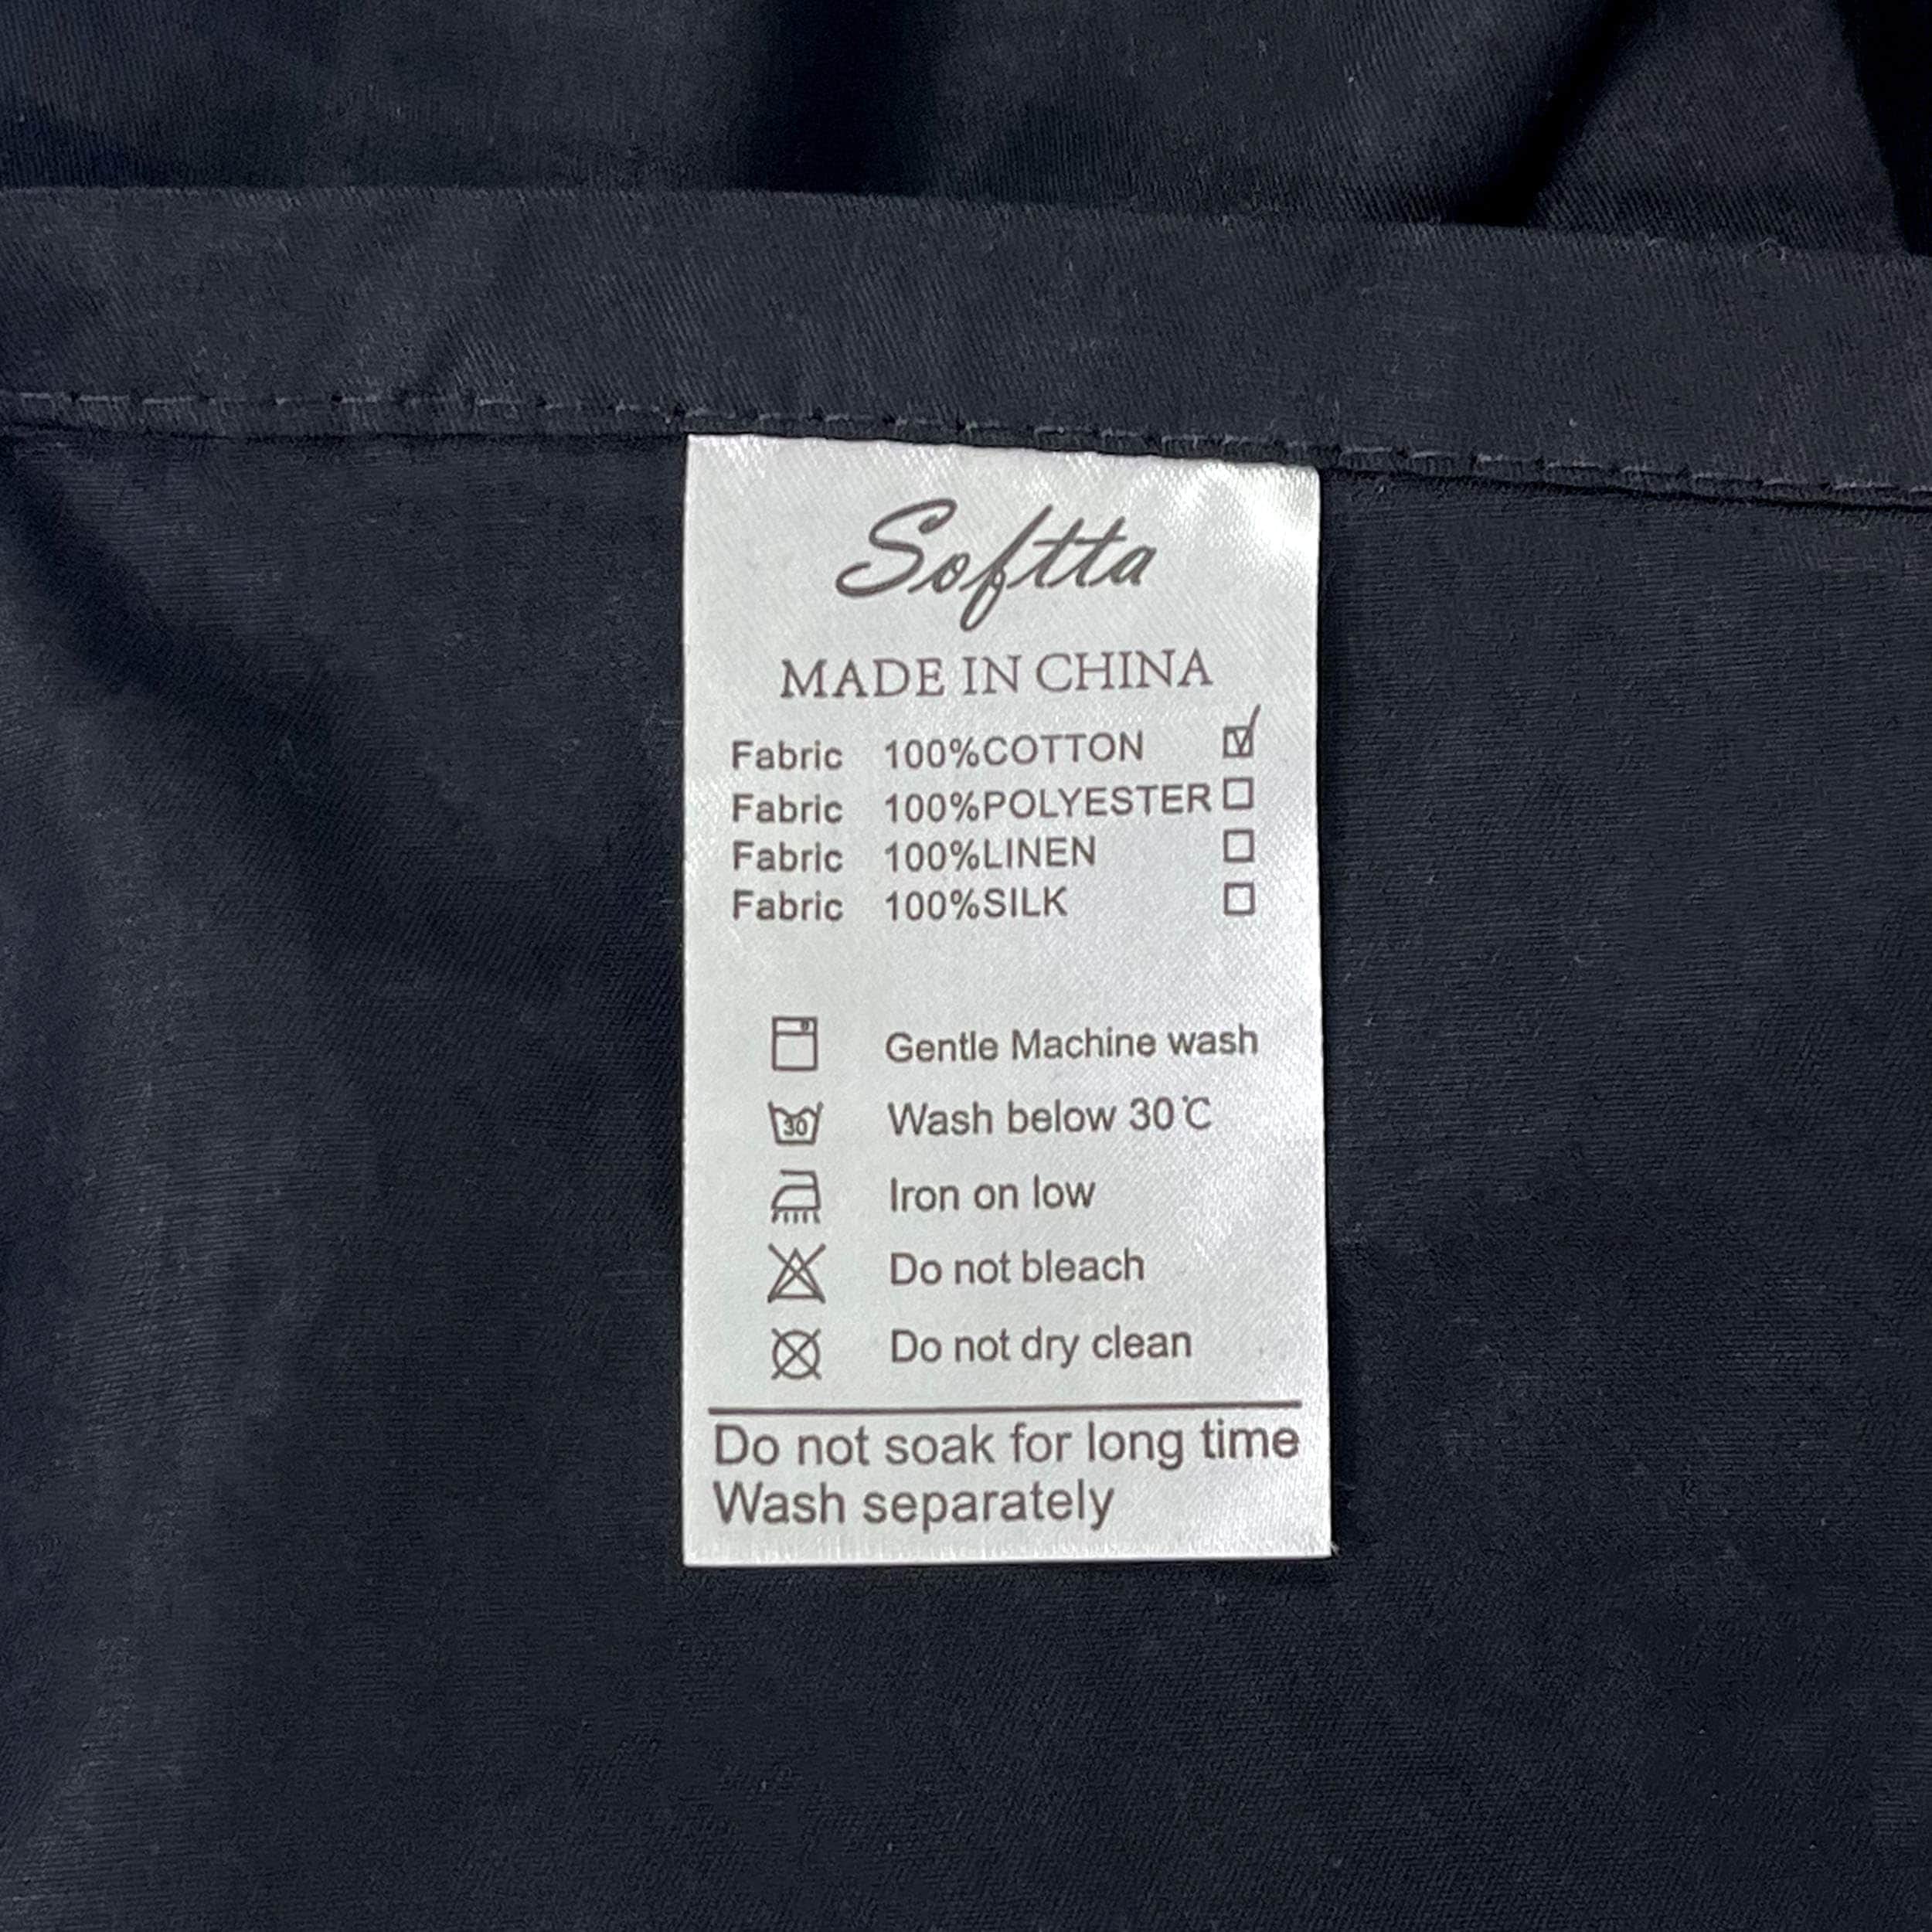 Softta
MADE IN CHINA
Fabric 100%COTTON ☑
Fabric 100%POLYESTER ☐
Fabric 100%LINEN ☐
Fabric 100%SILK ☐
Gentle Machine wash
30 Wash below 30℃
Iron on low
Do not bleach
Do not dry clean
Do not soak for long time
Wash separately